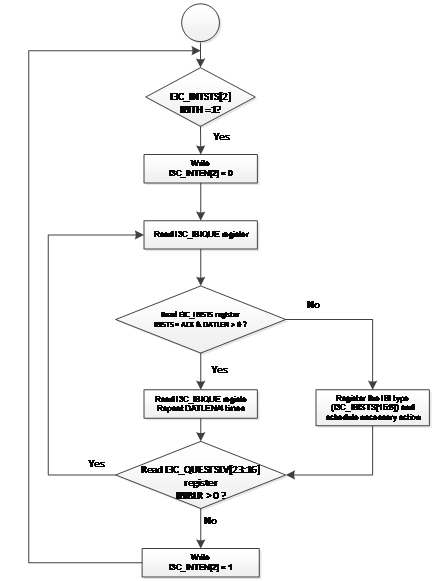 I3C_INTSTS[2]
IBITH =1?
Yes
Write
I3C_INTEN[2] = 0
Read I3C_IBIQUE register
Read I3C_IBISTS register
IBISTS = ACK & DATLEN > 0 ?
No
Yes
Read I3C_IBIQUE registe
Repeat DATLEN/4 times
Register the IBI type
(I3C_IBISTS[15:8]) and
schedule necessary action
Yes
Read I3C_QUESTSLV[23:16]
register
IBIBLR > 0 ?
No
Write
I3C_INTEN[2] = 1